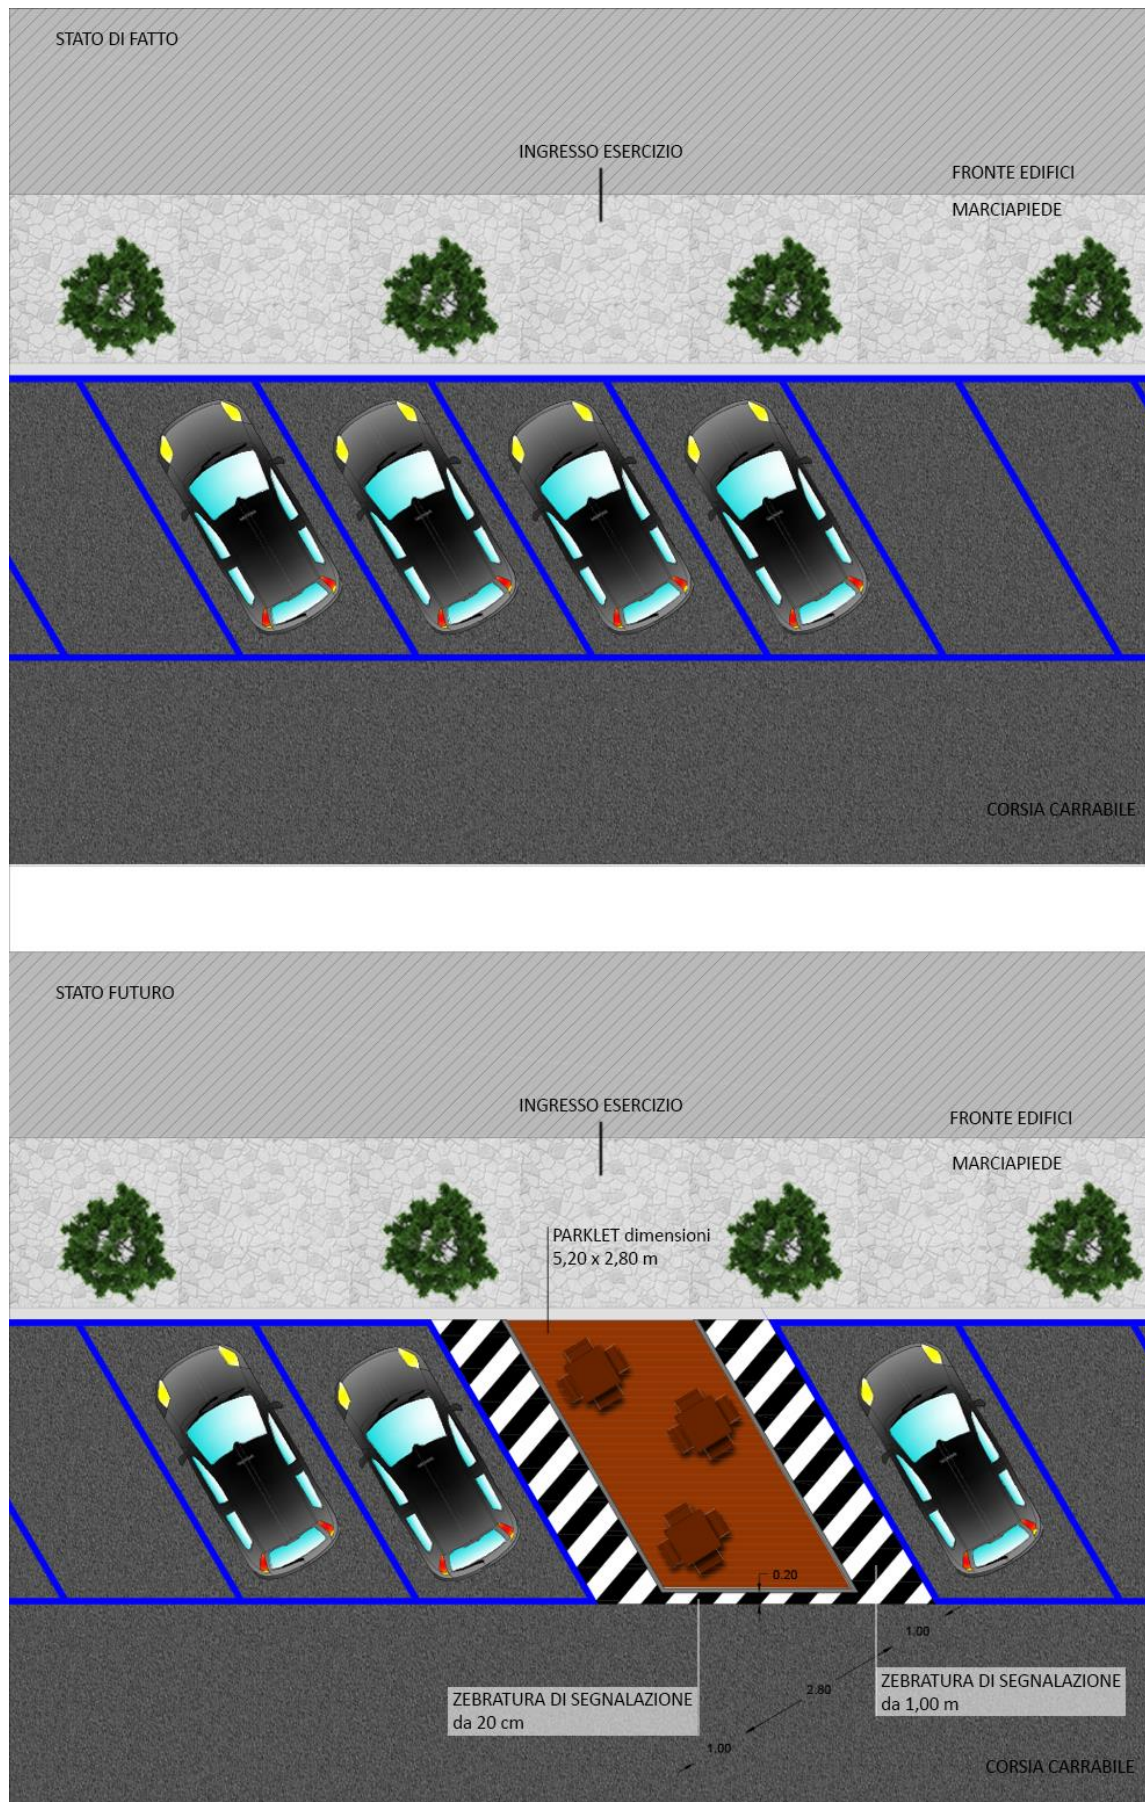 STATO DI FATTO
INGRESSO ESERCIZIO
FRONTE EDIFICI
MARCIAPIEDE
CORSIA CARRABILE
STATO FUTURO
INGRESSO ESERCIZIO
FRONTE EDIFICI
MARCIAPIEDE
PARKLET dimensioni
5,20 x 2,80 m
0.20
1.00
2.80
1.00
ZEBRATURA DI SEGNALAZIONE
da 1,00 m
ZEBRATURA DI SEGNALAZIONE
da 20 cm
CORSIA CARRABILE